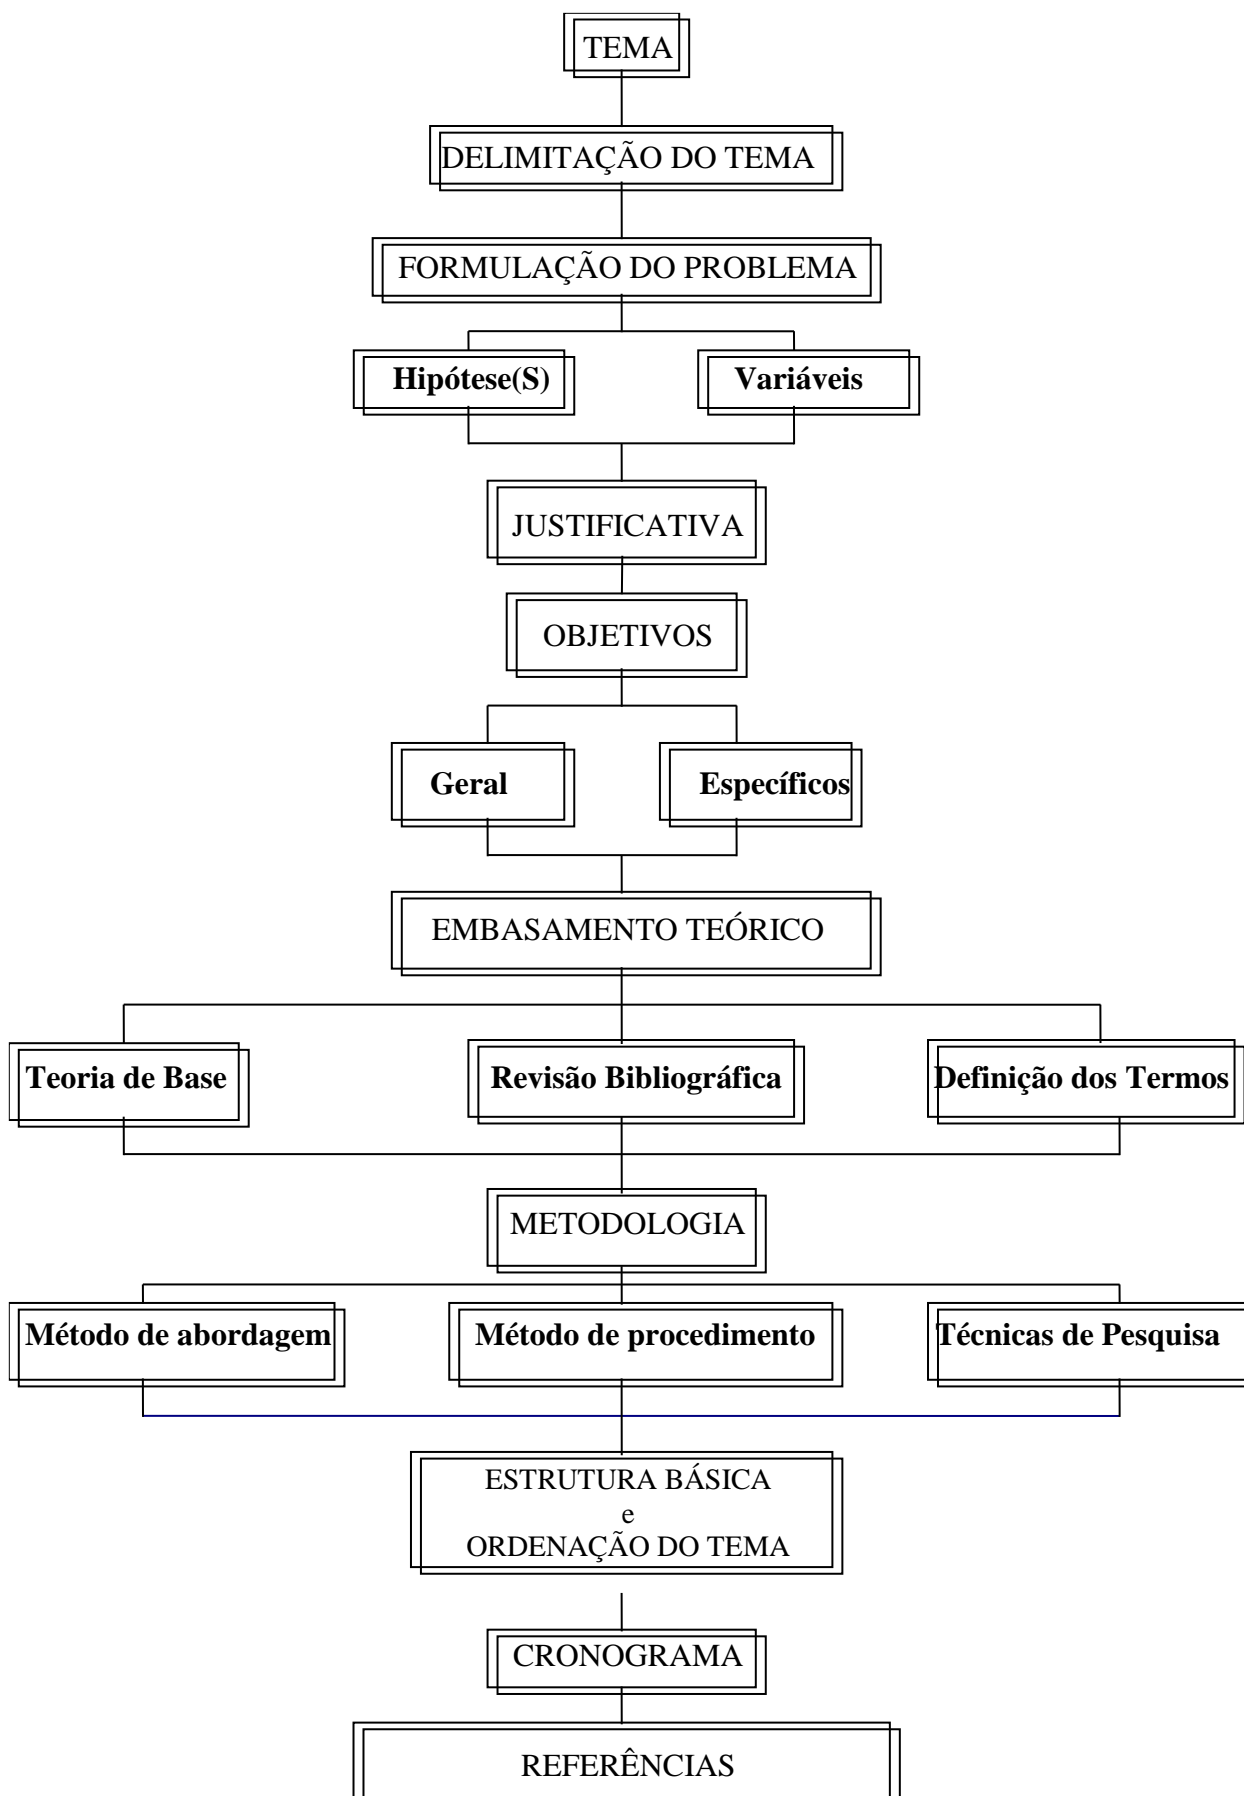 TEMA
DELIMITAÇÃO DO TEMA
FORMULAÇÃO DO PROBLEMA
Hipótese(S)
Variáveis
JUSTIFICATIVA
OBJETIVOS
Geral
Específicos
EMBASAMENTO TEÓRICO
Teoria de Base
Revisão Bibliográfica
Definição dos Termos
METODOLOGIA
Método de abordagem
Método de procedimento
Técnicas de Pesquisa
ESTRUTURA BÁSICA
e
ORDENAÇÃO DO TEMA
CRONOGRAMA
REFERÊNCIAS